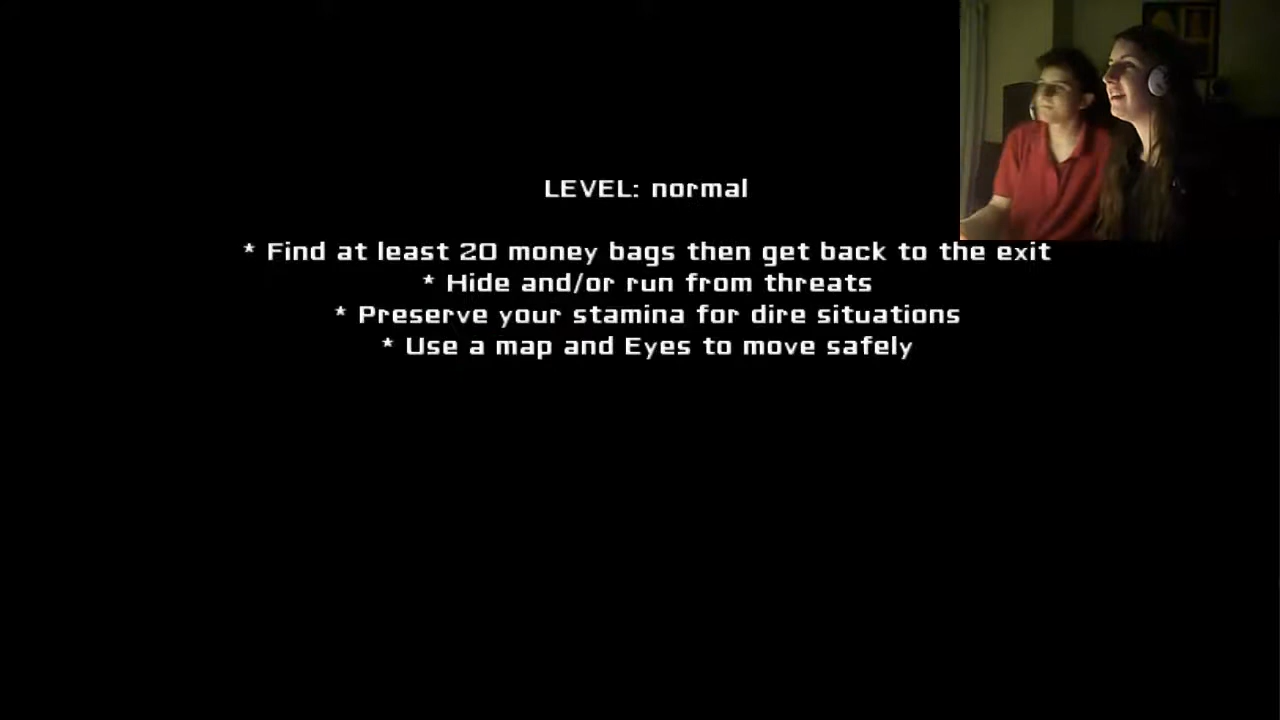 LEVEL: normal
* Find at least 20 money bags then get back to the exit
* Hide and/or run from threats
* Preserve your stamina for dire situations
* Use a map and Eyes to move safely